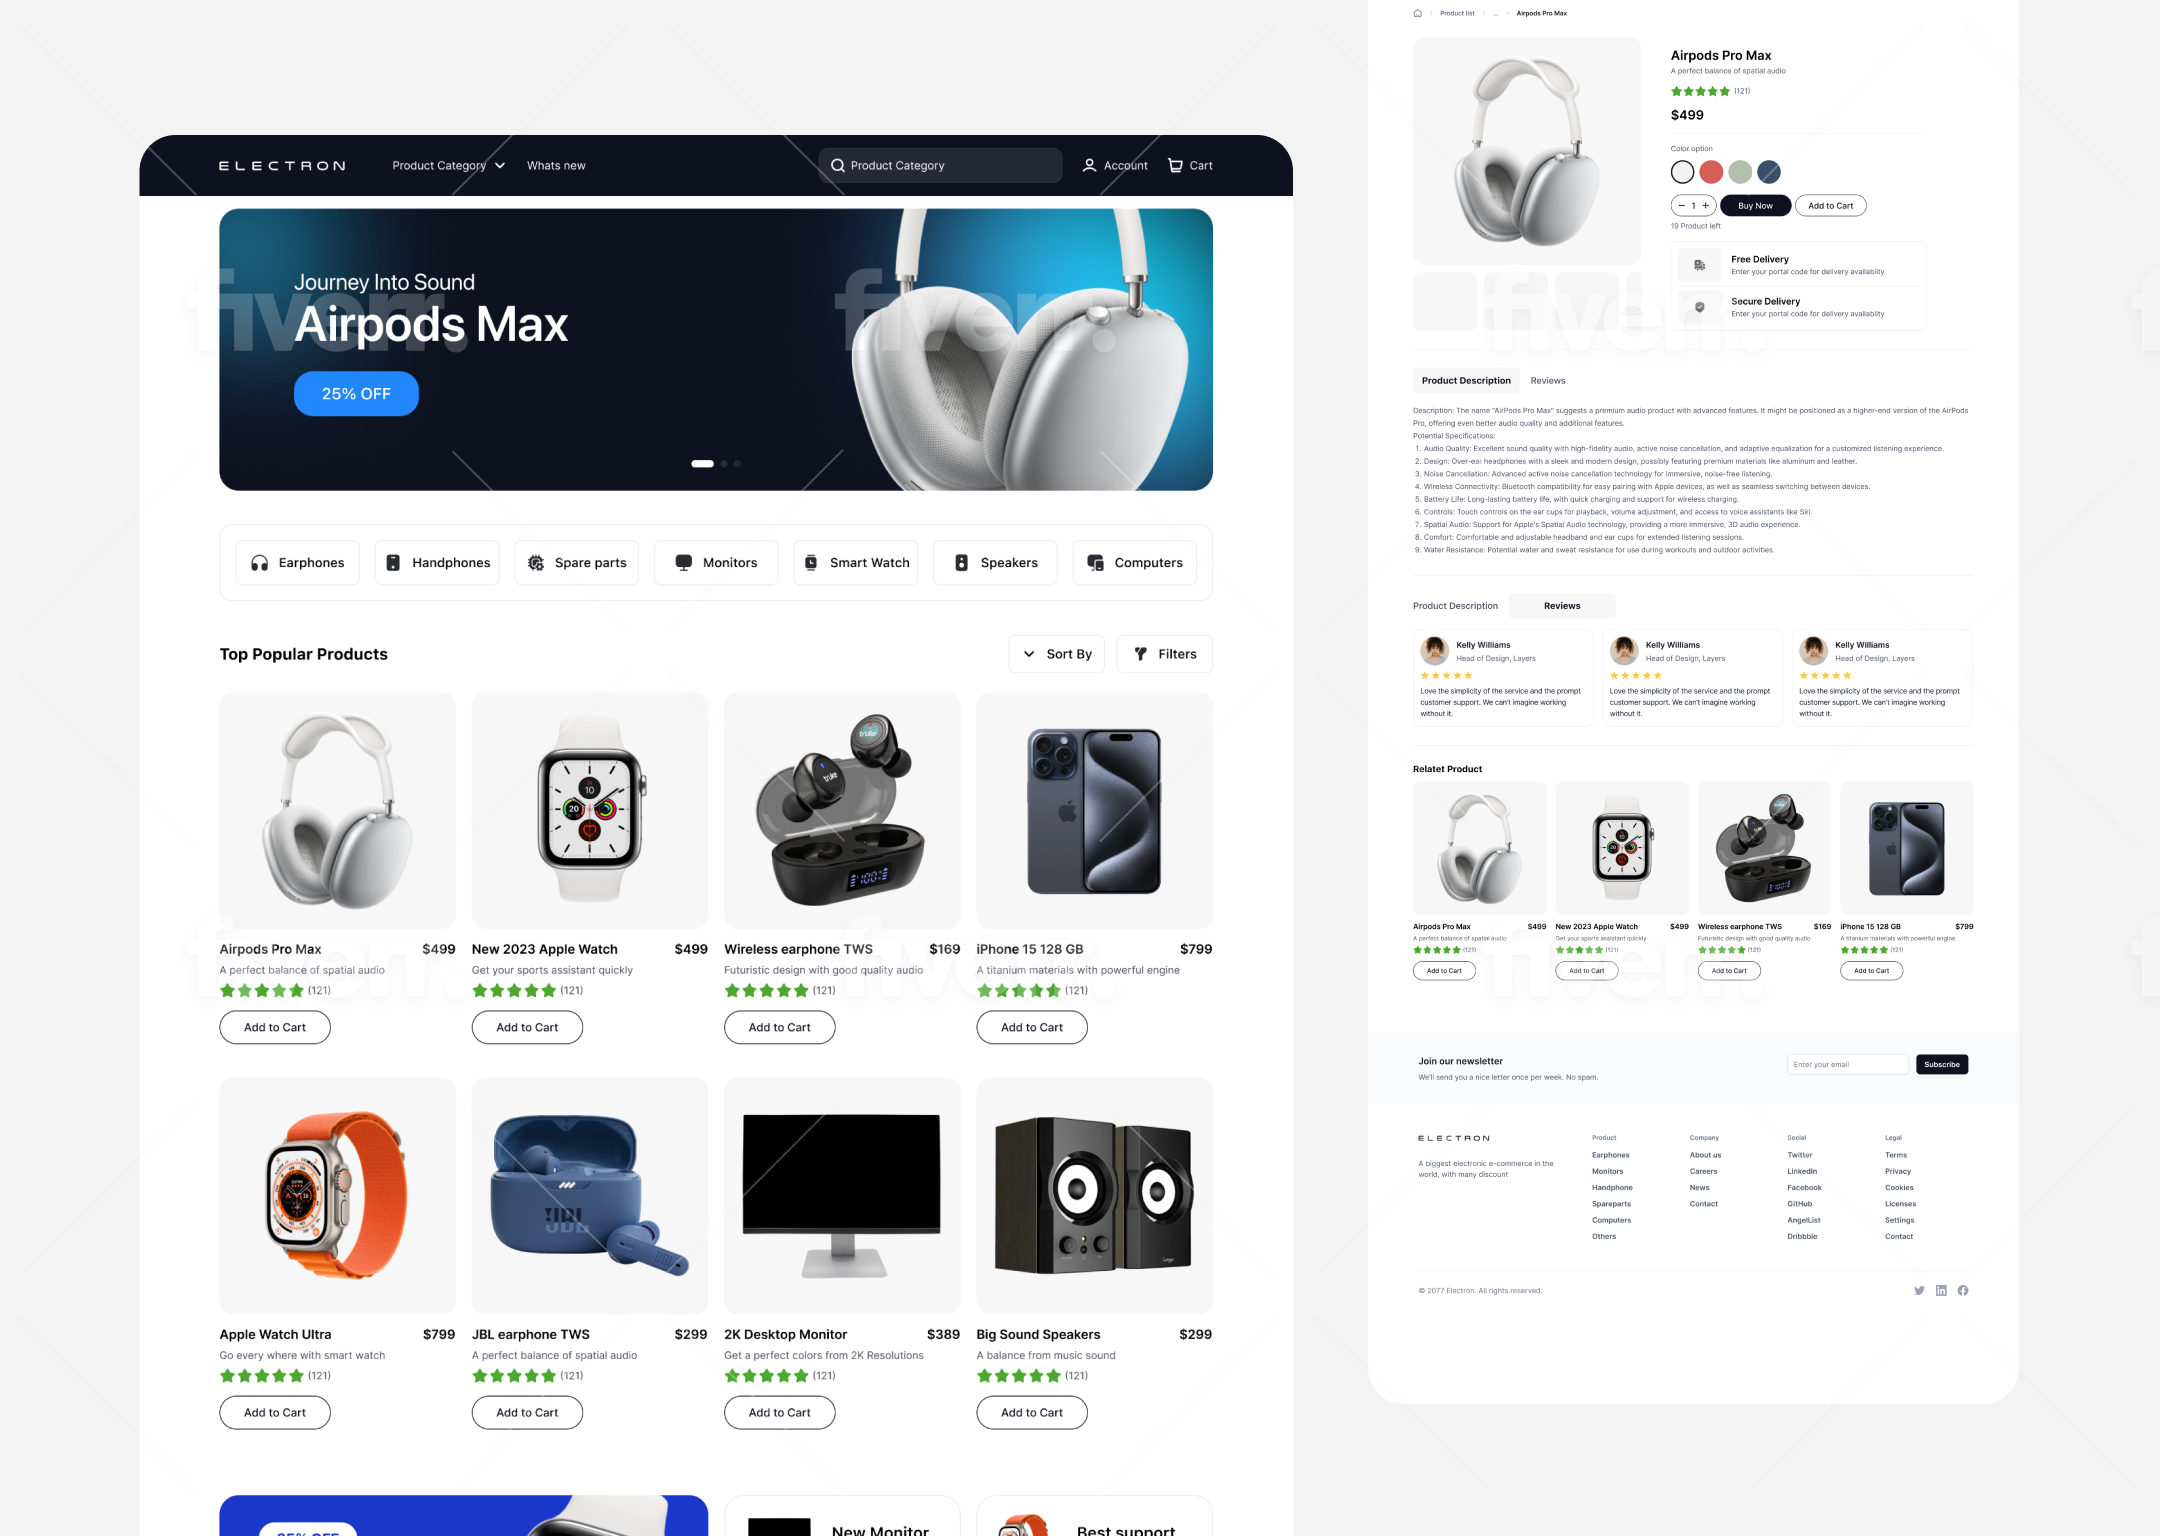 ELECTRON
Product Category
Whats new
Product Category
Account
Cart
Journey Into Sound
Airpods Max
25% OFF
fiverr.
fiverr.
Earphones
Handphones
Spare parts
Monitors
Smart Watch
Speakers
Computers
Top Popular Products
Sort By
Filters
Airpods Pro Max $499
A perfect balance of spatial audio
(121)
Add to Cart
New 2023 Apple Watch $499
Get your sports assistant quickly
(121)
Add to Cart
truke
truke
Wireless earphone TWS $169
Futuristic design with good quality audio
(121)
Add to Cart
iPhone 15 128 GB $799
A titanium materials with powerful engine
(121)
Add to Cart
Apple Watch Ultra $799
Go every where with smart watch
(121)
Add to Cart
JBL
JBL earphone TWS $299
A perfect balance of spatial audio
(121)
Add to Cart
2K Desktop Monitor $389
Get a perfect colors from 2K Resolutions
(121)
Add to Cart
Big Sound Speakers $299
A balance from music sound
(121)
Add to Cart
New Monitor
Best support
Product list
...
Airpods Pro Max
Airpods Pro Max
A perfect balance of spatial audio
(121)
$499
Color option
− 1 +
Buy Now
Add to Cart
19 Product left
Free Delivery
Enter your portal code for delivery availablity
Secure Delivery
Enter your portal code for delivery availablity
fiverr.
Product Description
Reviews
Description: The name "AirPods Pro Max" suggests a premium audio product with advanced features. It might be positioned as a higher-end version of the AirPods
Pro, offering even better audio quality and additional features.
Potential Specifications:
1. Audio Quality: Excellent sound quality with high-fidelity audio, active noise cancellation, and adaptive equalization for a customized listening experience.
2. Design: Over-ear headphones with a sleek and modern design, possibly featuring premium materials like aluminum and leather.
3. Noise Cancellation: Advanced active noise cancellation technology for immersive, noise-free listening.
4. Wireless Connectivity: Bluetooth compatibility for easy pairing with Apple devices, as well as seamless switching between devices.
5. Battery Life: Long-lasting battery life, with quick charging and support for wireless charging.
6. Controls: Touch controls on the ear cups for playback, volume adjustment, and access to voice assistants like Siri.
7. Spatial Audio: Support for Apple's Spatial Audio technology, providing a more immersive, 3D audio experience.
8. Comfort: Comfortable and adjustable headband and ear cups for extended listening sessions.
9. Water Resistance: Potential water and sweat resistance for use during workouts and outdoor activities.
Product Description
Reviews
Kelly Williams
Head of Design, Layers
Love the simplicity of the service and the prompt
customer support. We can't imagine working
without it.
Kelly Williams
Head of Design, Layers
Love the simplicity of the service and the prompt
customer support. We can't imagine working
without it.
Kelly Williams
Head of Design, Layers
Love the simplicity of the service and the prompt
customer support. We can't imagine working
without it.
Relatet Product
Airpods Pro Max $499
A perfect balance of spatial audio
(121)
Add to Cart
New 2023 Apple Watch $499
Get your sports assistant quickly
(121)
Add to Cart
Wireless earphone TWS $169
Futuristic design with good quality audio
(121)
Add to Cart
iPhone 15 128 GB $799
A titanium materials with powerful engine
(121)
Add to Cart
Join our newsletter
We'll send you a nice letter once per week. No spam.
Enter your email
Subscribe
ELECTRON
A biggest electronic e-commerce in the
world, with many discount
Product
Earphones
Monitors
Handphone
Spareparts
Computers
Others
Company
About us
Careers
News
Contact
Social
Twitter
LinkedIn
Facebook
GitHub
AngelList
Dribbble
Legal
Terms
Privacy
Cookies
Licenses
Settings
Contact
© 2077 Electron. All rights reserved.